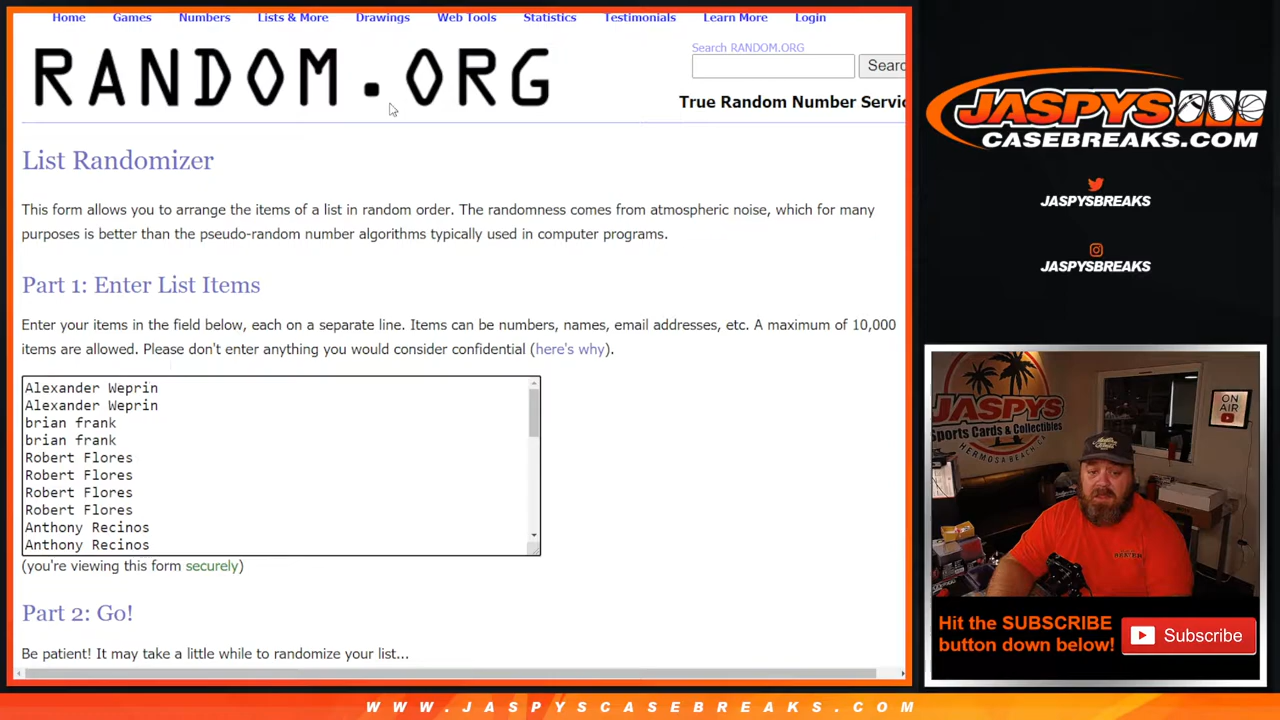 Home Games Numbers Lists & More Drawings Web Tools Statistics Testimonials Learn More Login
RANDOM.ORG
Search RANDOM.ORG
Searc
True Random Number Servic
List Randomizer
This form allows you to arrange the items of a list in random order. The randomness comes from atmospheric noise, which for many
purposes is better than the pseudo-random number algorithms typically used in computer programs.
Part 1: Enter List Items
Enter your items in the field below, each on a separate line. Items can be numbers, names, email addresses, etc. A maximum of 10,000
items are allowed. Please don't enter anything you would consider confidential (here's why).
Alexander Weprin
Alexander Weprin
brian frank
brian frank
Robert Flores
Robert Flores
Robert Flores
Robert Flores
Anthony Recinos
Anthony Recinos
(you're viewing this form securely)
Part 2: Go!
Be patient! It may take a little while to randomize your list...
JASPYS
CASEBREAKS.COM
JASPYSBREAKS
JASPYSBREAKS
JASPYS
Sports Cards & Collectibles
HERMOSA BEACH, CA
ON
AIR
Hit the SUBSCRIBE
button down below!
Subscribe
WWW.JASPYSCASEBREAKS.COM